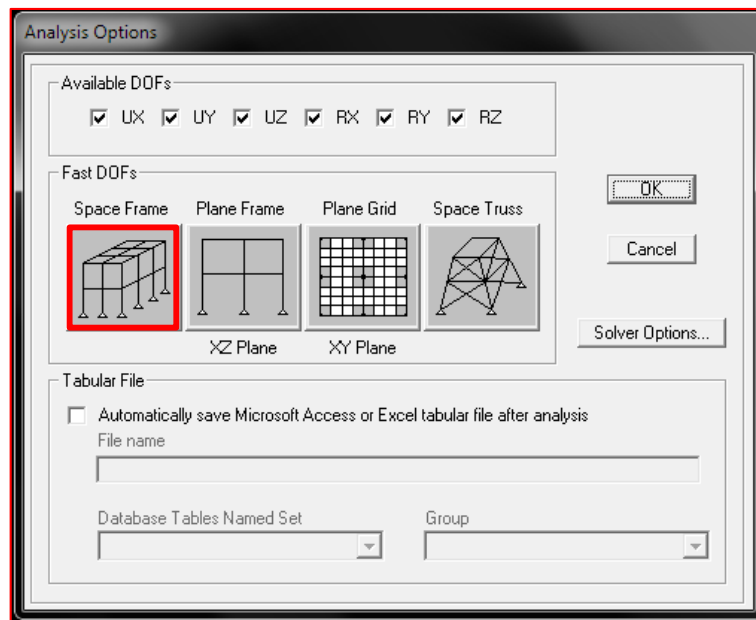 Analysis Options
Available DOFs
UX UY UZ RX RY RZ
Fast DOFs
Space Frame Plane Frame Plane Grid Space Truss
XZ Plane XY Plane
OK
Cancel
Solver Options...
Tabular File
Automatically save Microsoft Access or Excel tabular file after analysis
File name
Database Tables Named Set Group